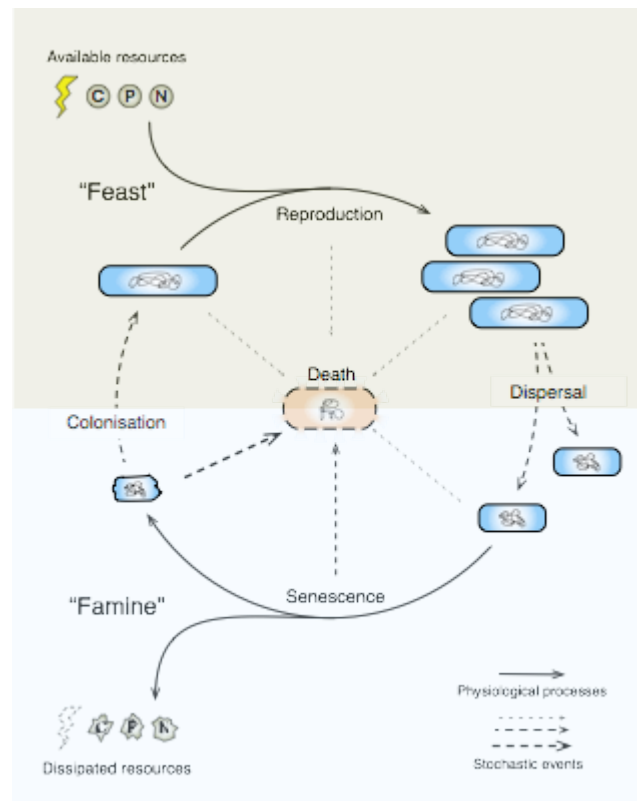 Available resources
C P N
"Feast"
Reproduction
Death
Dispersal
Colonisation
Senescence
"Famine"
Physiological processes
C P N
Dissipated resources
Stochastic events